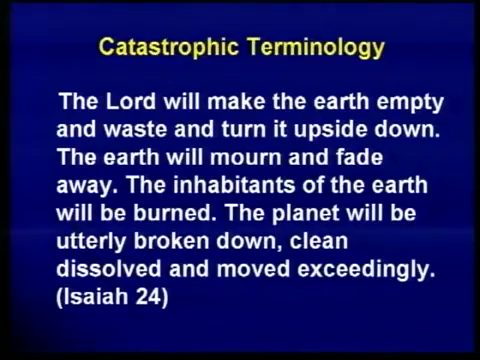 Catastrophic Terminology
The Lord will make the earth empty
and waste and turn it upside down.
The earth will mourn and fade
away. The inhabitants of the earth
will be burned. The planet will be
utterly broken down, clean
dissolved and moved exceedingly.
(Isaiah 24)